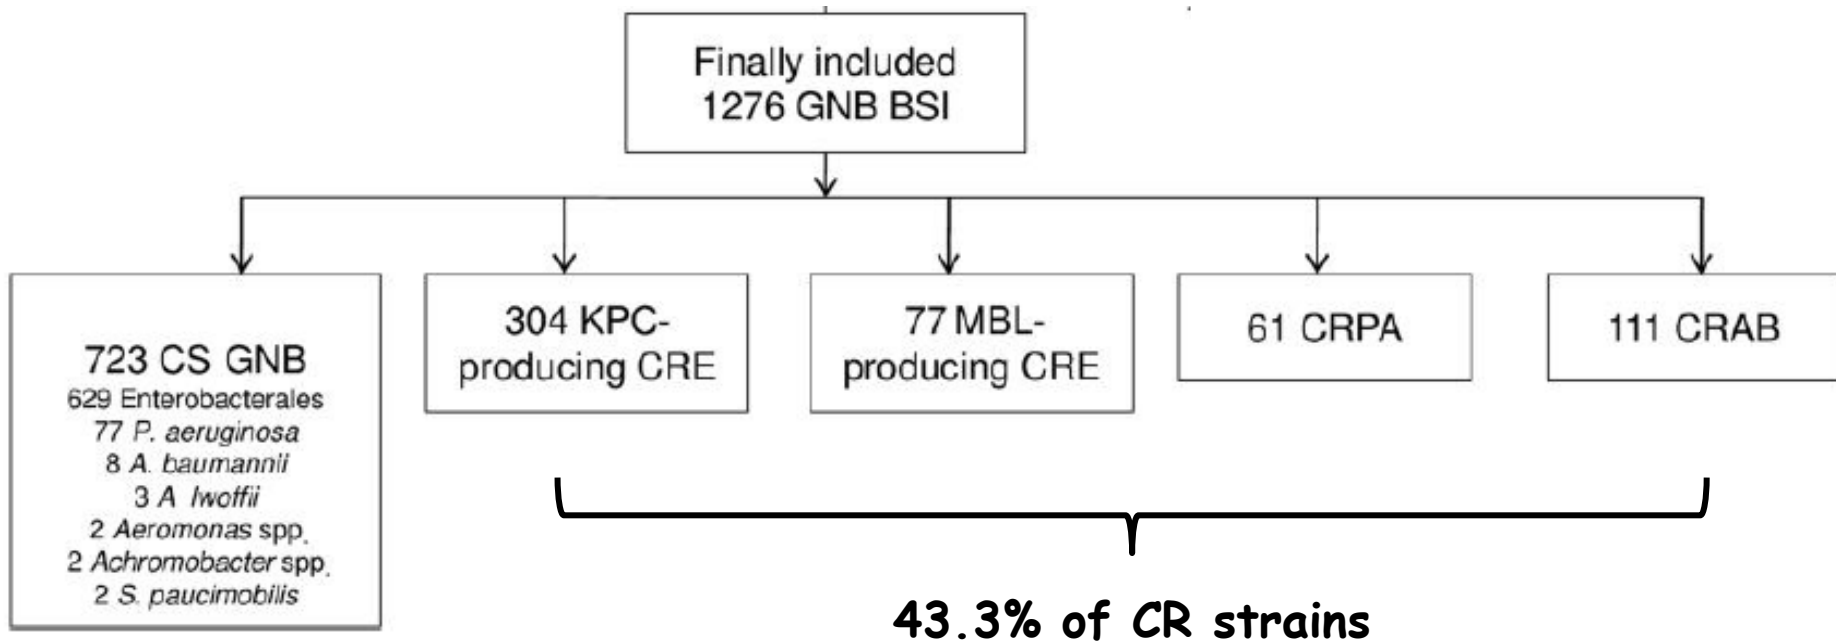 Finally included
1276 GNB BSI
723 CS GNB
629 Enterobacterales
77 P. aeruginosa
8 A. baumannii
3 A lwoffii
2 Aeromonas spp.
2 Achromobacter spp.
2 S. paucimobilis
304 KPC-
producing CRE
77 MBL-
producing CRE
61 CRPA
111 CRAB
43.3% of CR strains